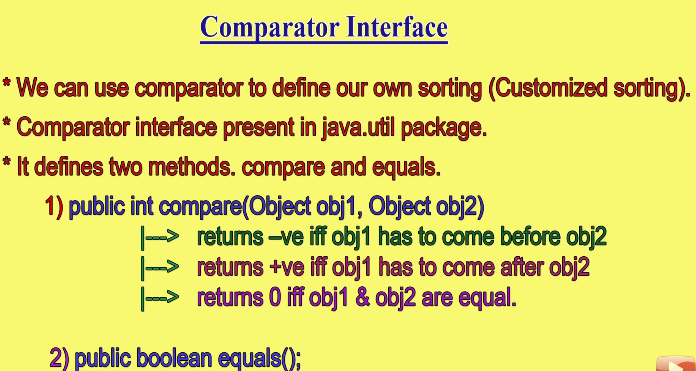 Comparator Interface
* We can use comparator to define our own sorting (Customized sorting).
* Comparator interface present in java.util package.
* It defines two methods. compare and equals.
1) public int compare(Object obj1, Object obj2)
|---> returns –ve iff obj1 has to come before obj2
|---> returns +ve iff obj1 has to come after obj2
|---> returns 0 iff obj1 & obj2 are equal.
2) public boolean equals();